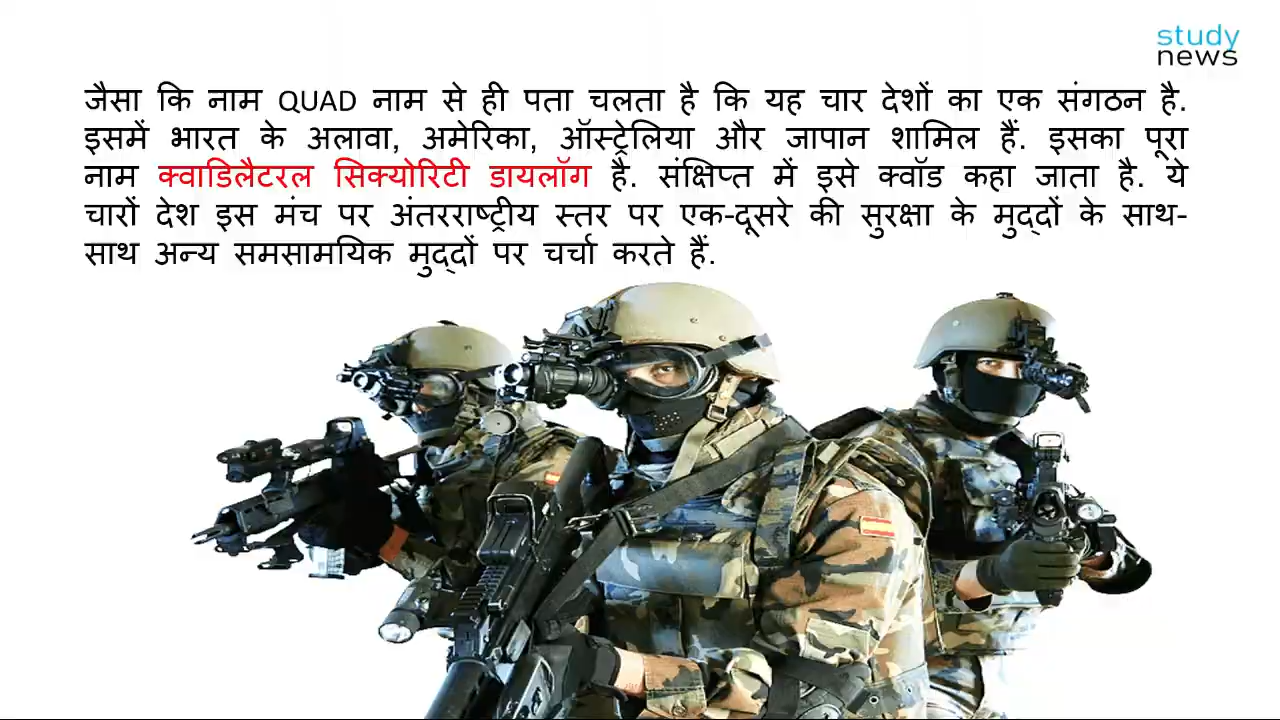 study
news
जैसा कि नाम QUAD नाम से ही पता चलता है कि यह चार देशों का एक संगठन है.
इसमें भारत के अलावा, अमेरिका, ऑस्ट्रेलिया और जापान शामिल हैं. इसका पूरा
नाम क्वाडिलैटरल सिक्योरिटी डायलॉग है. संक्षिप्त में इसे क्वॉड कहा जाता है. ये
चारों देश इस मंच पर अंतरराष्ट्रीय स्तर पर एक-दूसरे की सुरक्षा के मुद्दों के साथ-
साथ अन्य समसामयिक मुद्दों पर चर्चा करते हैं.